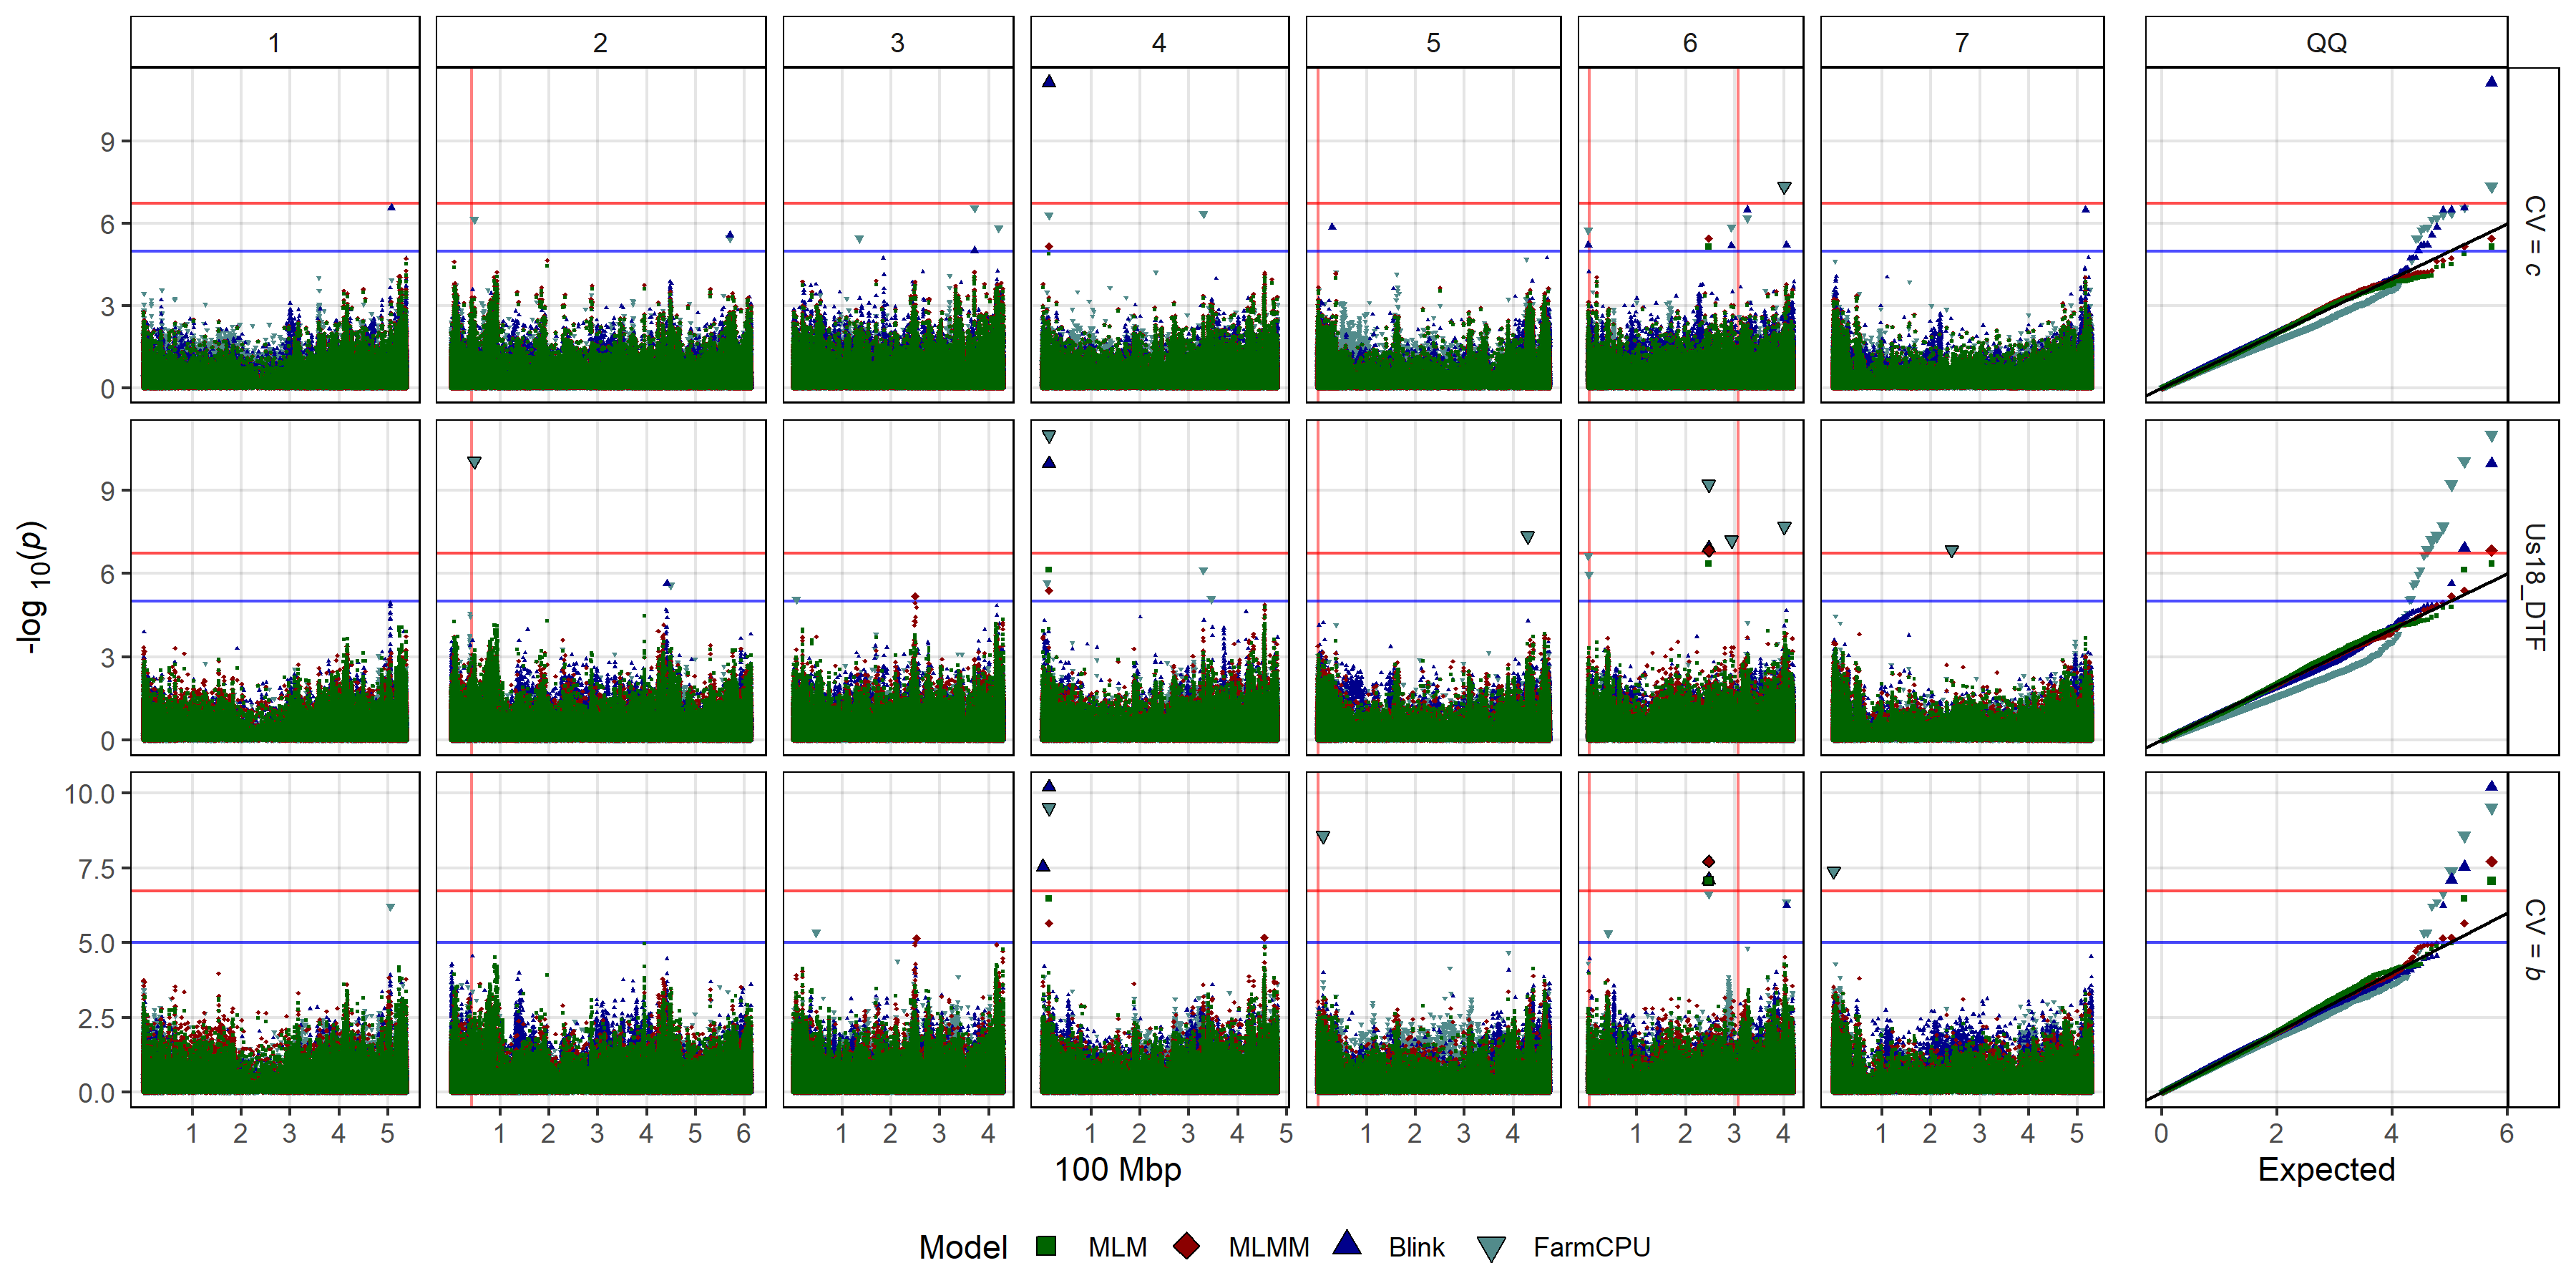 1 2 3 4 5 6 7 QQ
9
6
3
0
CV = c
-log 10(p)
9
6
3
0
Us18_DTF
10.0
7.5
5.0
2.5
0.0
CV = b
1 2 3 4 5 1 2 3 4 5 6 1 2 3 4 1 2 3 4 5 1 2 3 4 1 2 3 4 1 2 3 4 5 0 2 4 6
100 Mbp Expected
Model MLM MLMM Blink FarmCPU